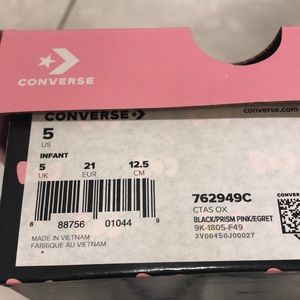 CONVERSE
CONVERSE
converse.com
5
US
INFANT
5 21 12.5
UK EUR CM
762949C
CTAS OX
BLACK/PRISM PINK/EGRET
9K-1805-F49
3V004S0J00027
8 88756 01044 9
MADE IN VIETNAM
FABRIQUÉ AU VIETNAM
CONVERSE